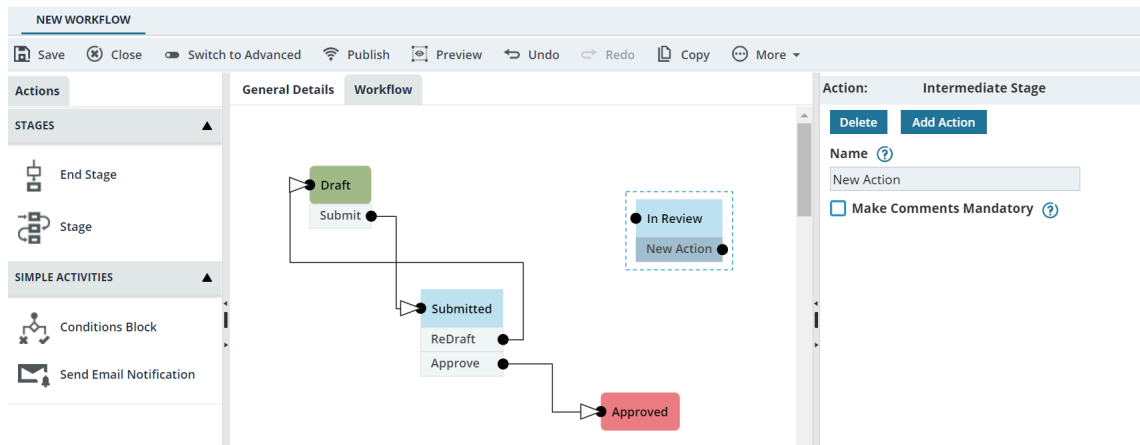 NEW WORKFLOW
Save Close Switch to Advanced Publish Preview Undo Redo Copy More
Actions
STAGES
End Stage
Stage
SIMPLE ACTIVITIES
Conditions Block
Send Email Notification
General Details Workflow
Draft
Submit
In Review
New Action
Submitted
ReDraft
Approve
Approved
Action: Intermediate Stage
Delete Add Action
Name ?
New Action
Make Comments Mandatory ?